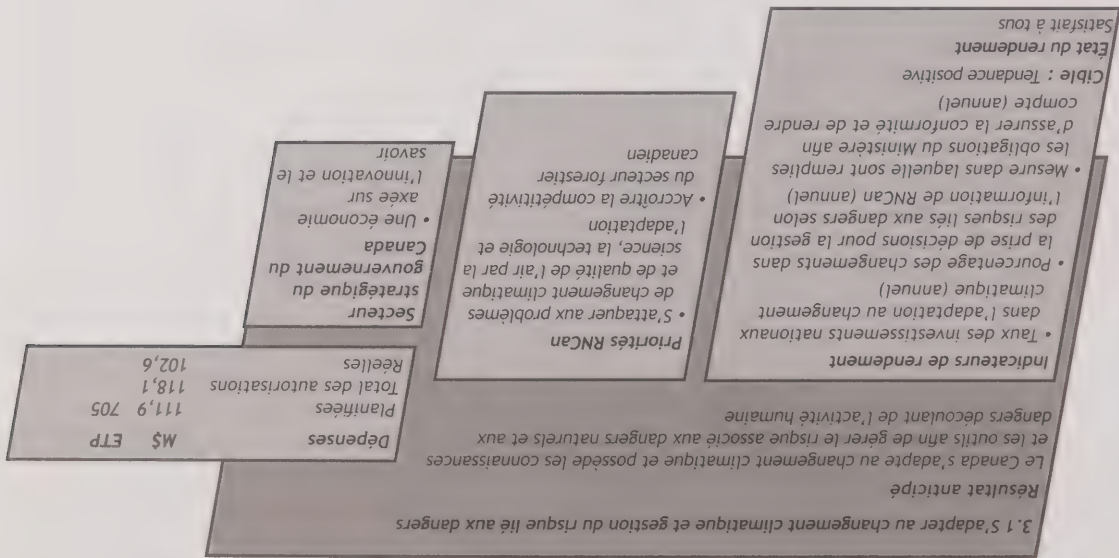 3.1 S'adapter au changement climatique et gestion du risque lié aux dangers
Résultat anticipé
Le Canada s'adapte au changement climatique et possède les connaissances
et les outils afin de gérer le risque associé aux dangers naturels et aux
dangers découlant de l'activité humaine
Dépenses M$ ETP
Planifiées 111,9 705
Total des autorisations 118,1
Réelles 102,6
Indicateurs de rendement
• Taux des investissements nationaux
dans l'adaptation au changement
climatique (annuel)
• Pourcentage des changements dans
la prise de décisions pour la gestion
des risques liés aux dangers selon
l'information de RNCan (annuel)
• Mesure dans laquelle sont remplies
les obligations du Ministère afin
d'assurer la conformité et de rendre
compte (annuel)
Cible : Tendance positive
État du rendement
Satisfait à tous
Priorités RNCan
• S'attaquer aux problèmes
de changement climatique
et de qualité de l'air par la
science, la technologie et
l'adaptation
• Accroître la compétitivité
du secteur forestier
canadien
Secteur
stratégique du
gouvernement du
Canada
• Une économie
axée sur
l'innovation et le
savoir